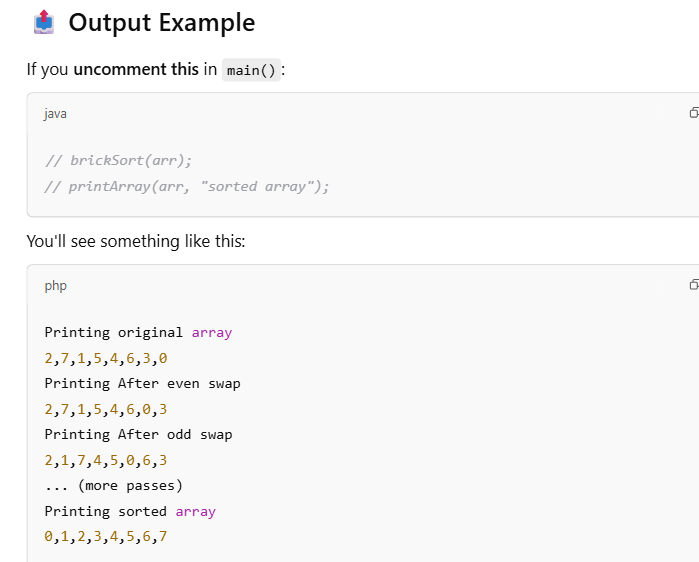 Output Example
If you uncomment this in main():
java
// brickSort(arr);
// printArray(arr, "sorted array");
You'll see something like this:
php
Printing original array
2,7,1,5,4,6,3,0
Printing After even swap
2,7,1,5,4,6,0,3
Printing After odd swap
2,1,7,4,5,0,6,3
... (more passes)
Printing sorted array
0,1,2,3,4,5,6,7